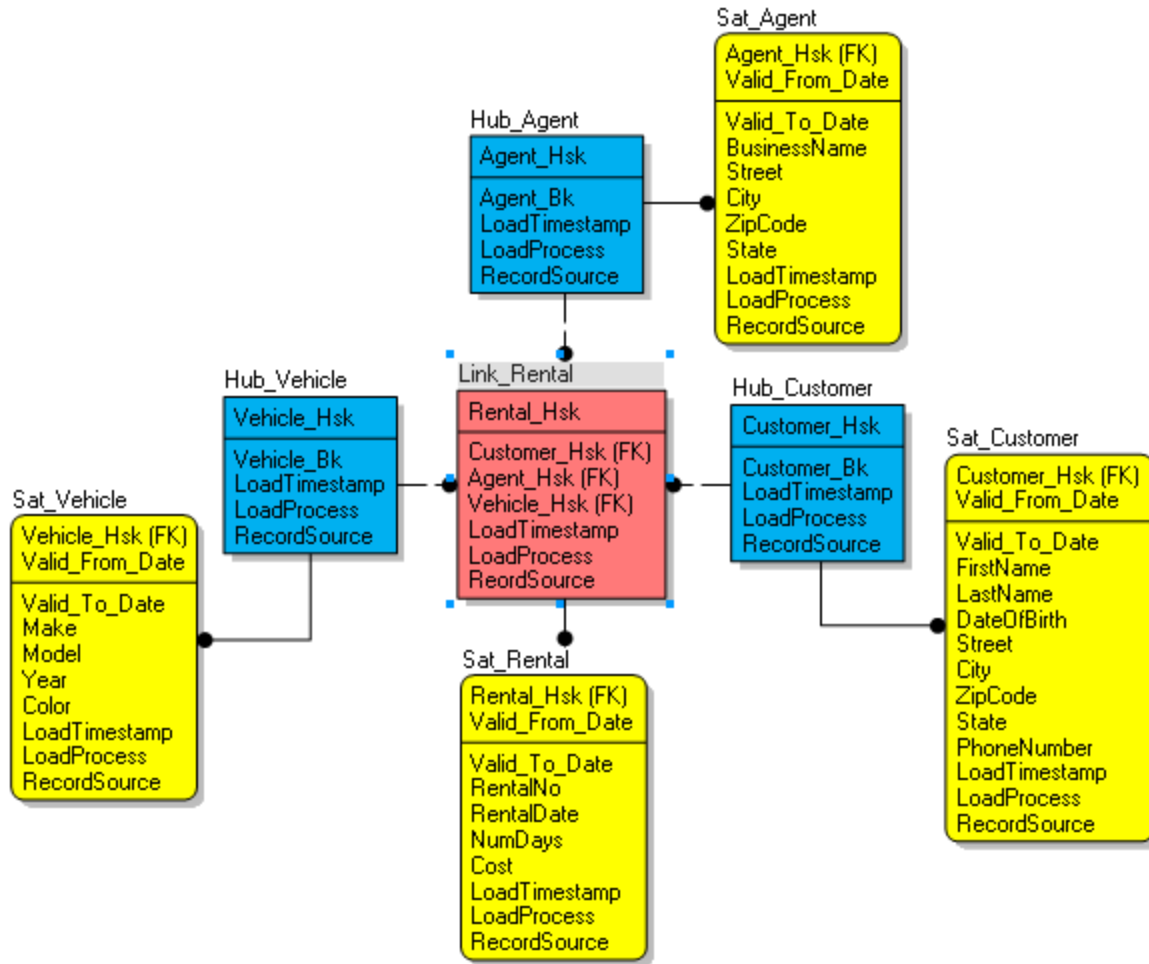 Sat_Agent
Agent_Hsk (FK)
Valid_From_Date
Valid_To_Date
BusinessName
Street
City
ZipCode
State
LoadTimestamp
LoadProcess
RecordSource
Hub_Agent
Agent_Hsk
Agent_Bk
LoadTimestamp
LoadProcess
RecordSource
Hub_Vehicle
Vehicle_Hsk
Vehicle_Bk
LoadTimestamp
LoadProcess
RecordSource
Link_Rental
Rental_Hsk
Customer_Hsk (FK)
Agent_Hsk (FK)
Vehicle_Hsk (FK)
LoadTimestamp
LoadProcess
ReordSource
Hub_Customer
Customer_Hsk
Customer_Bk
LoadTimestamp
LoadProcess
RecordSource
Sat_Customer
Customer_Hsk (FK)
Valid_From_Date
Valid_To_Date
FirstName
LastName
DateOfBirth
Street
City
ZipCode
State
PhoneNumber
LoadTimestamp
LoadProcess
RecordSource
Sat_Vehicle
Vehicle_Hsk (FK)
Valid_From_Date
Valid_To_Date
Make
Model
Year
Color
LoadTimestamp
LoadProcess
RecordSource
Sat_Rental
Rental_Hsk (FK)
Valid_From_Date
Valid_To_Date
RentalNo
RentalDate
NumDays
Cost
LoadTimestamp
LoadProcess
RecordSource